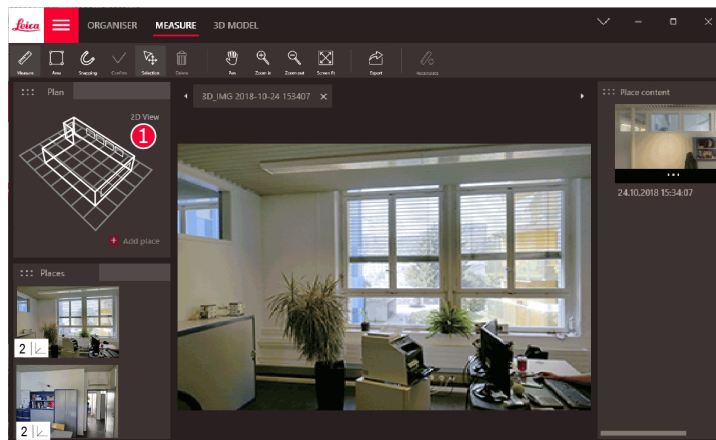 Leica
ORGANISER MEASURE 3D MODEL
Measure Area Snapping Confirm Selection Delete Pan Zoom in Zoom out Screen fit Export
Plan
3D_IMG 2018-10-24 153407
Place content
2D View
1
24.10.2018 15:34:07
+ Add place
Places
2
2